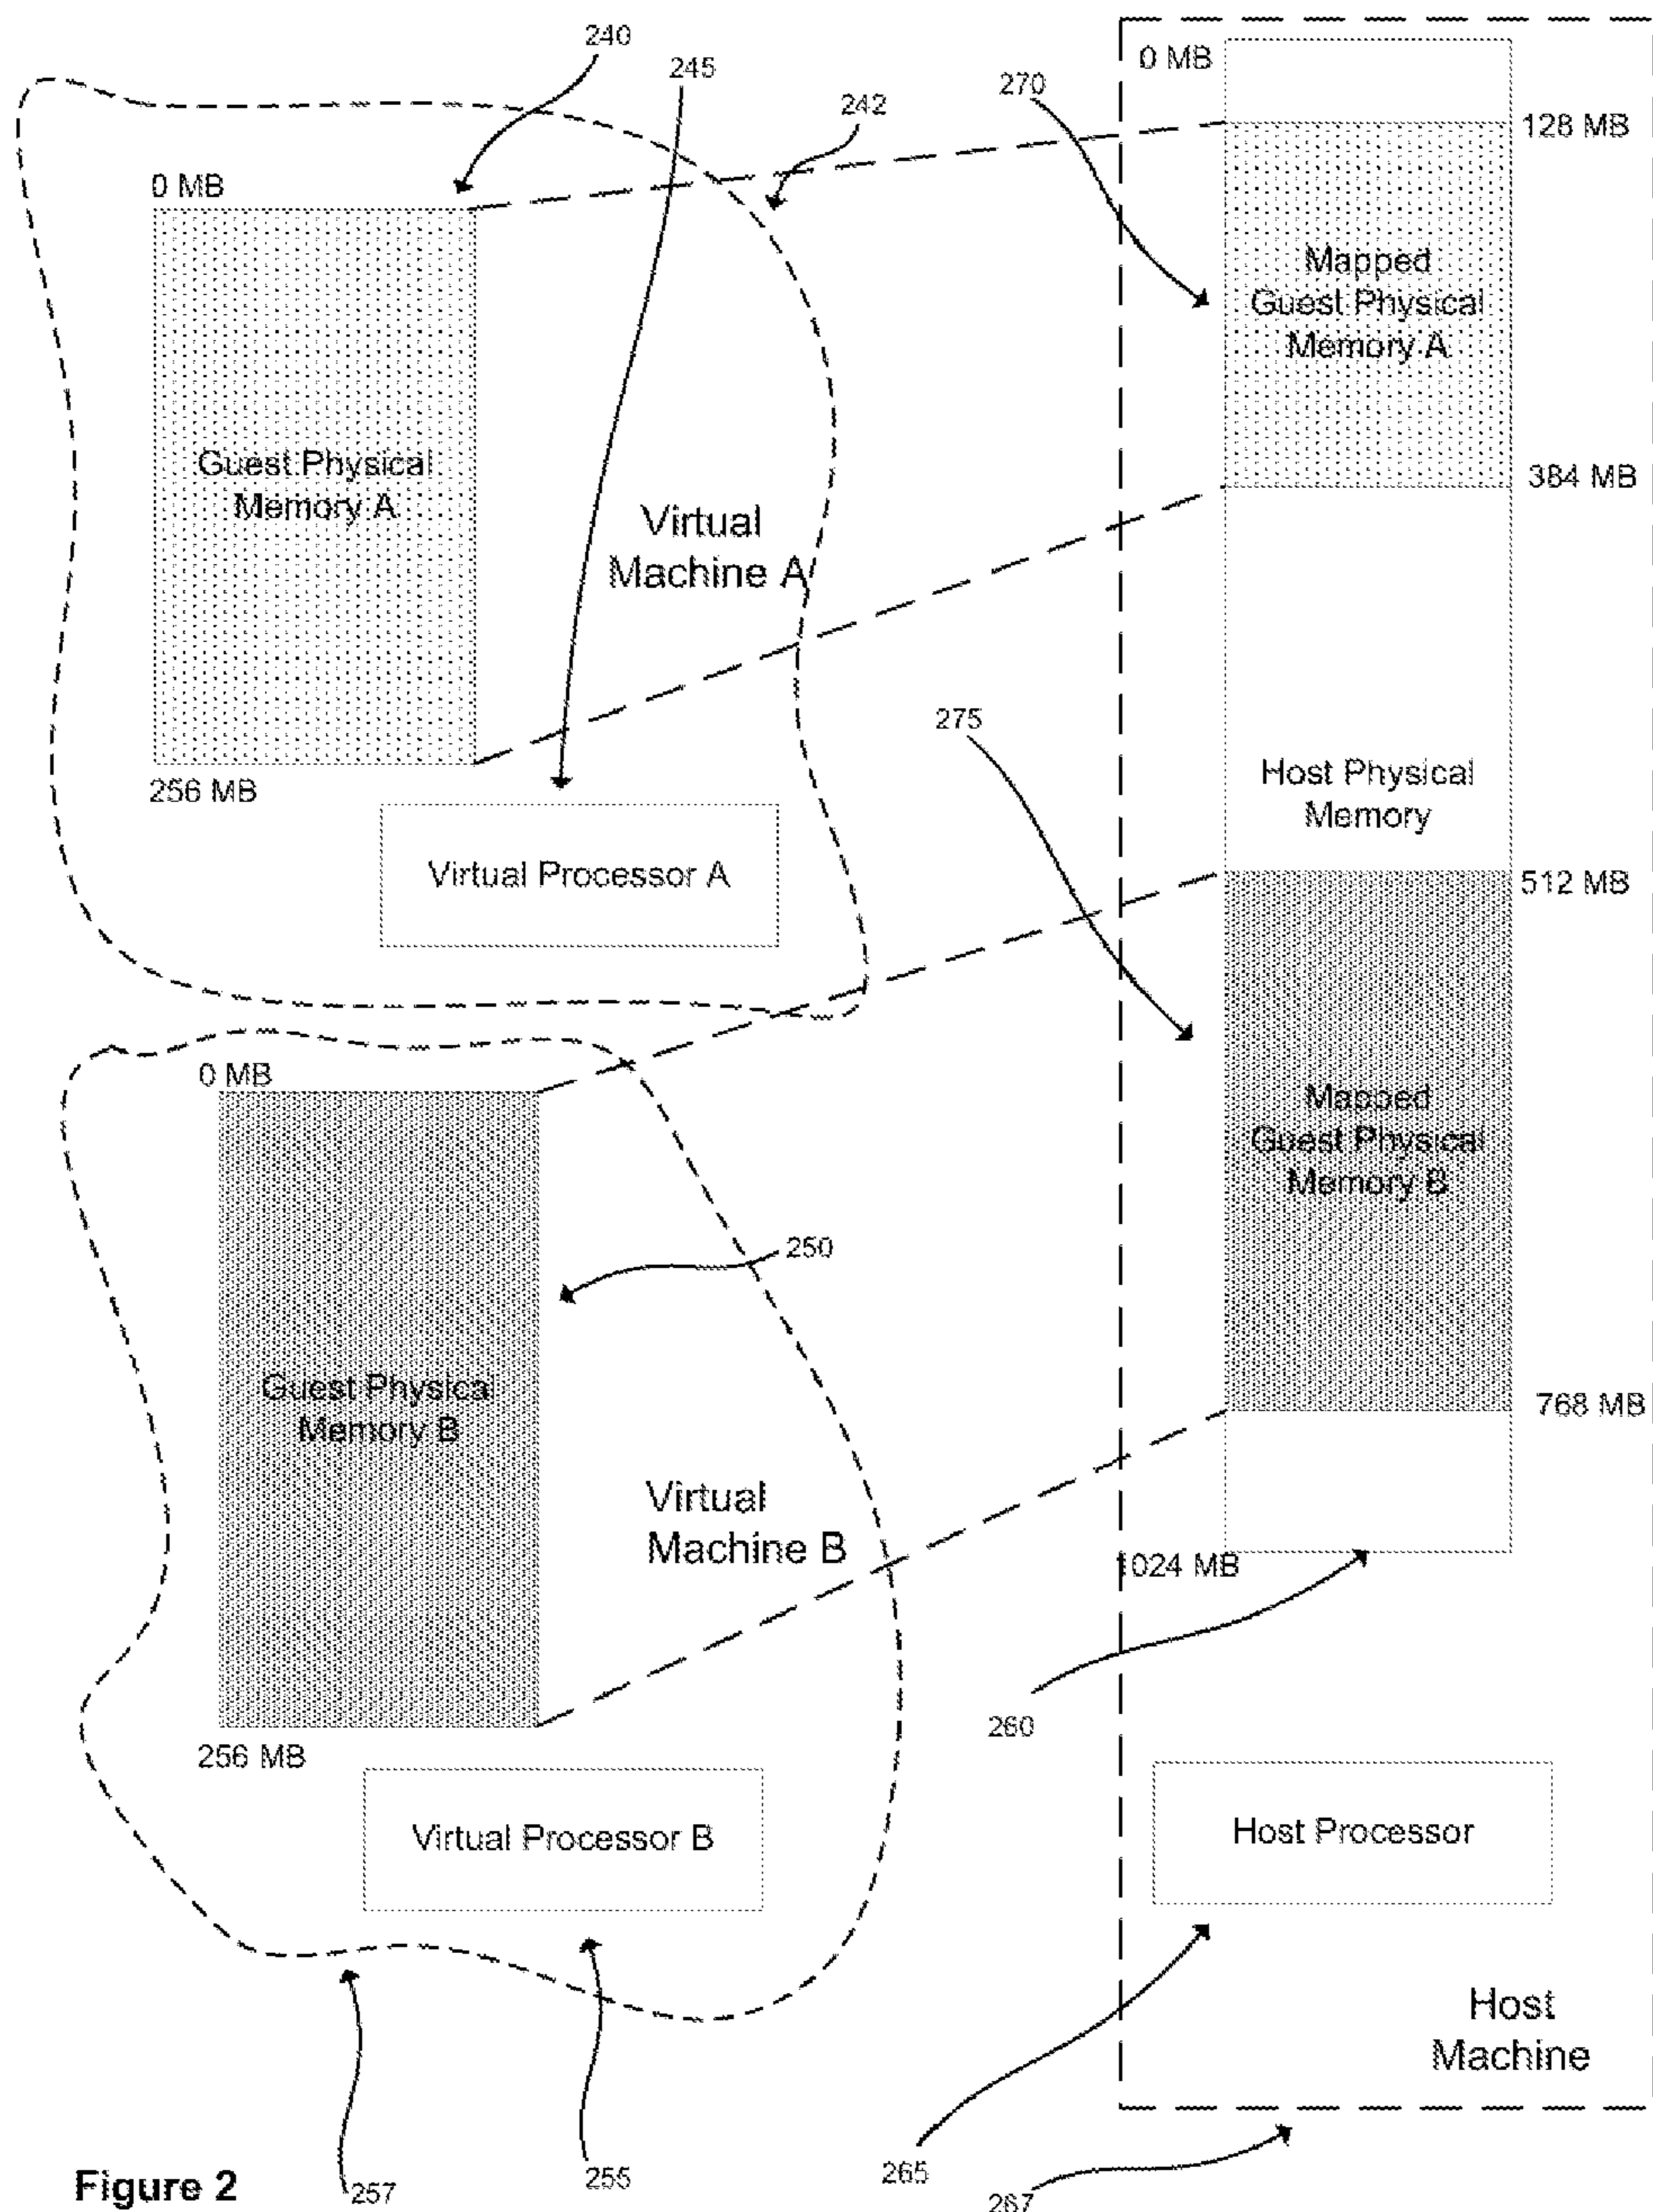 240
245
242
0 MB
270
128 MB
0 MB
Mapped
Guest Physical
Memory A
Guest Physical
Memory A
384 MB
Virtual
Machine A
275
Host Physical
Memory
256 MB
Virtual Processor A
512 MB
0 MB
Mapped
Guest Physical
Memory B
250
Guest Physical
Memory B
768 MB
Virtual
Machine B
1024 MB
260
256 MB
Virtual Processor B
Host Processor
Host
Machine
Figure 2
257
255
265
267